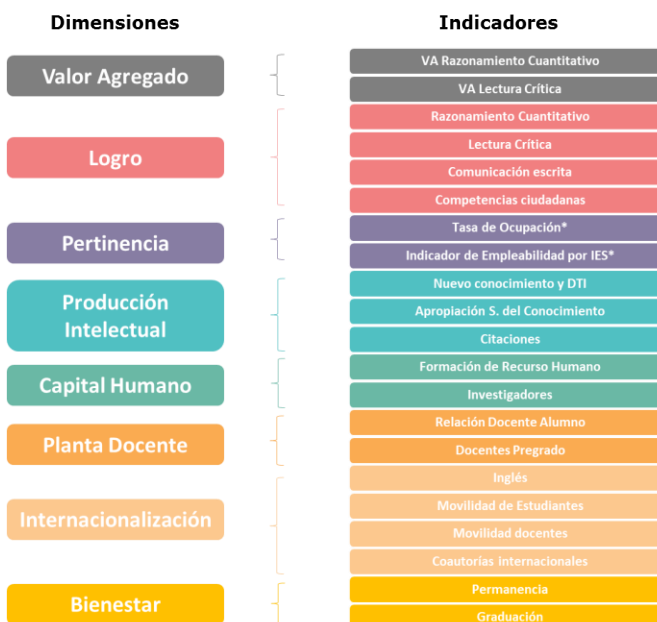 Dimensiones
Indicadores
Valor Agregado
VA Razonamiento Cuantitativo
VA Lectura Crítica
Logro
Razonamiento Cuantitativo
Lectura Crítica
Comunicación escrita
Competencias ciudadanas
Pertinencia
Tasa de Ocupación*
Indicador de Empleabilidad por IES*
Producción
Intelectual
Nuevo conocimiento y DTI
Apropiación S. del Conocimiento
Citaciones
Capital Humano
Formación de Recurso Humano
Investigadores
Planta Docente
Relación Docente Alumno
Docentes Pregrado
Internacionalización
Inglés
Movilidad de Estudiantes
Movilidad docentes
Coautorías internacionales
Bienestar
Permanencia
Graduación